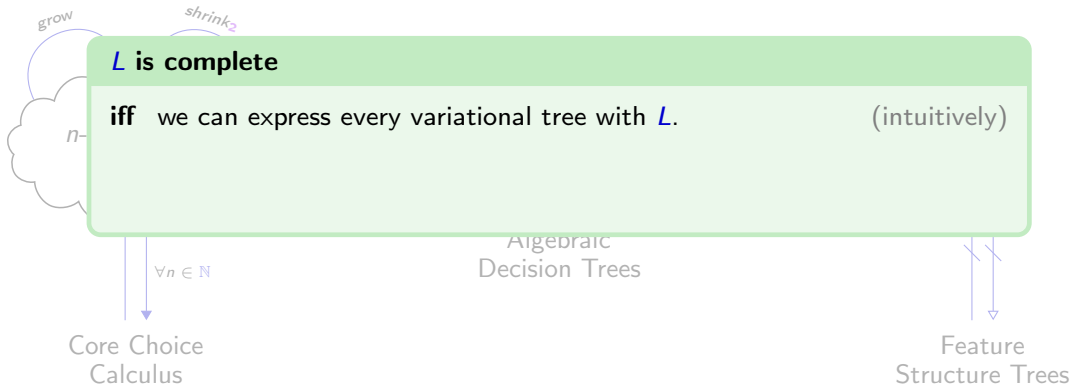 grow
shrink₂
L is complete
iff we can express every variational tree with L. (intuitively)
n-
Algebraic
Decision Trees
∀n ∈ ℕ
Core Choice
Calculus
Feature
Structure Trees